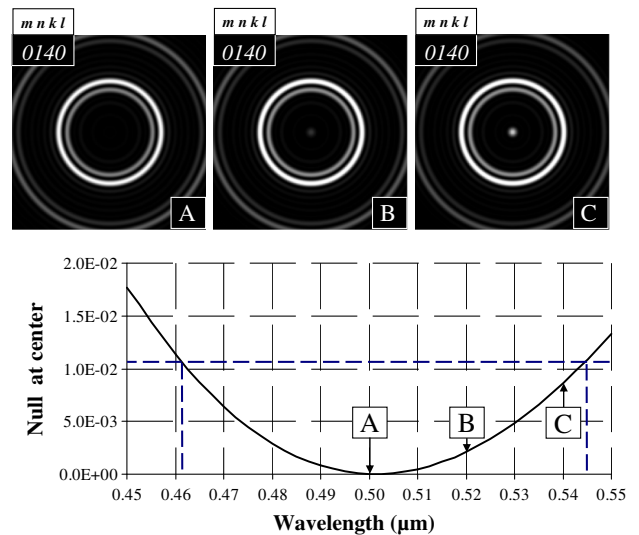 m n k l
0140
A
m n k l
0140
B
m n k l
0140
C
Null at center
2.0E-02
1.5E-02
1.0E-02
5.0E-03
0.0E+00
A
B
C
0.45 0.46 0.47 0.48 0.49 0.50 0.51 0.52 0.53 0.54 0.55
Wavelength (µm)